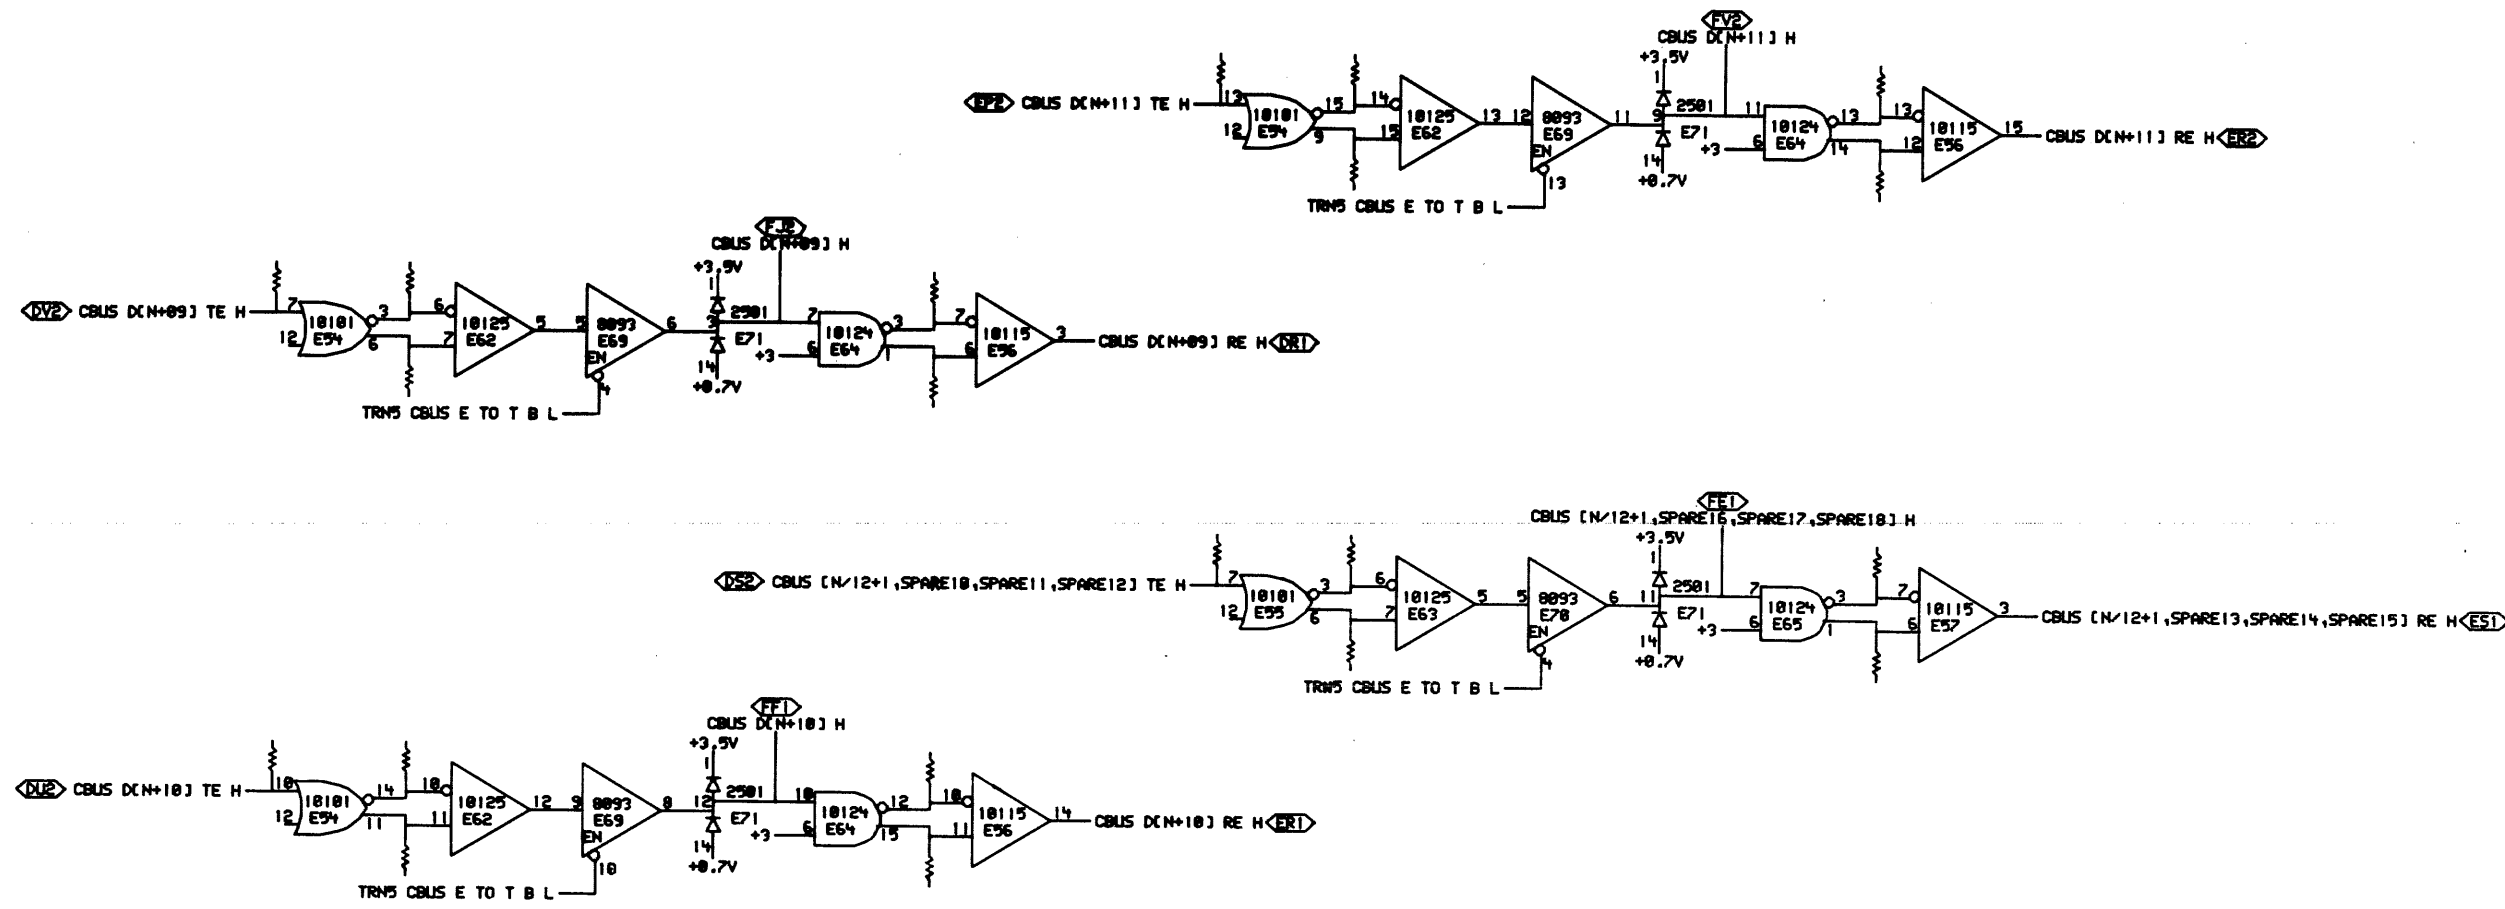 FV2
CBUS D[N+11] H
+3.5V
1
EP2 CBUS D[N+11] TE H
13
12
10101
E54
15
9
14
15
10125
E62
13
12
8093
E69
EN
13
11
9
2501
E71
14
+0.7V
11
+3
6
10124
E64
13
14
13
12
10115
E56
15
CBUS D[N+11] RE H ER2
TRN5 CBUS E TO T B L
FJ2
CBUS D[N+09] H
+3.5V
1
DV2 CBUS D[N+09] TE H
7
12
10101
E54
3
6
6
7
10125
E62
5
5
8093
E69
EN
4
6
3
2501
E71
14
+0.7V
7
+3
6
10124
E64
3
1
7
6
10115
E56
3
CBUS D[N+09] RE H DR1
TRN5 CBUS E TO T B L
FE1
CBUS [N/12+1,SPARE16,SPARE17,SPARE18] H
+3.5V
1
DS2 CBUS [N/12+1,SPARE10,SPARE11,SPARE12] TE H
7
12
10101
E55
3
6
6
7
10125
E63
5
5
8093
E70
EN
4
6
11
2501
E71
14
+0.7V
7
+3
6
10124
E65
3
1
7
6
10115
E57
3
CBUS [N/12+1,SPARE13,SPARE14,SPARE15] RE H ES1
TRN5 CBUS E TO T B L
FF1
CBUS D[N+10] H
+3.5V
1
DU2 CBUS D[N+10] TE H
10
12
10101
E54
14
11
10
11
10125
E62
12
9
8093
E69
EN
10
8
12
2501
E71
14
+0.7V
10
+3
6
10124
E64
12
15
10
11
10115
E56
14
CBUS D[N+10] RE H ER1
TRN5 CBUS E TO T B L